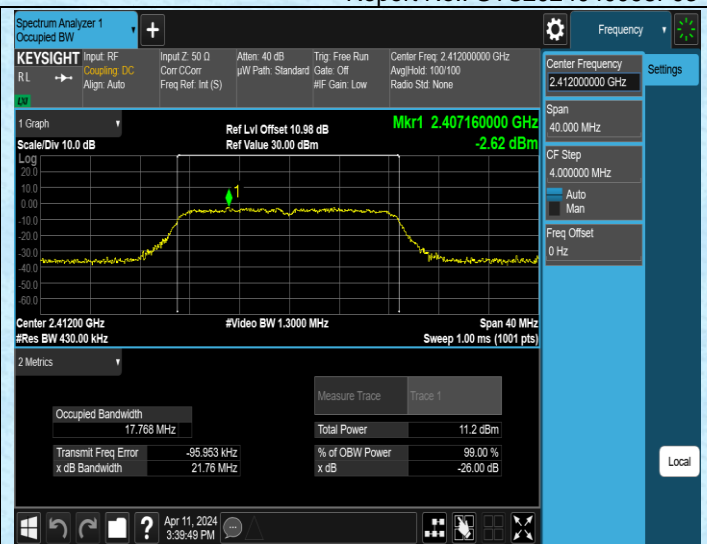 Spectrum Analyzer 1
Occupied BW
+
Frequency
KEYSIGHT
RL
LXI
Input: RF
Coupling: DC
Align: Auto
Input Z: 50 Ω
Corr CCorr
Freq Ref: Int (S)
Atten: 40 dB
µW Path: Standard
Trig: Free Run
Gate: Off
#IF Gain: Low
Center Freq: 2.412000000 GHz
Avg|Hold: 100/100
Radio Std: None
Center Frequency
2.412000000 GHz
Settings
Span
40.000 MHz
CF Step
4.000000 MHz
Auto
Man
Freq Offset
0 Hz
Local
1 Graph
Scale/Div 10.0 dB
Ref Lvl Offset 10.98 dB
Ref Value 30.00 dBm
Mkr1 2.407160000 GHz
-2.62 dBm
Log
20.0
10.0
0.00
-10.0
-20.0
-30.0
-40.0
-50.0
-60.0
1
Center 2.41200 GHz
#Video BW 1.3000 MHz
Span 40 MHz
#Res BW 430.00 kHz
Sweep 1.00 ms (1001 pts)
2 Metrics
Measure Trace Trace 1
Occupied Bandwidth
17.768 MHz
Total Power 11.2 dBm
Transmit Freq Error -95.953 kHz
% of OBW Power 99.00 %
x dB Bandwidth 21.76 MHz
x dB -26.00 dB
?
Apr 11, 2024
3:39:49 PM